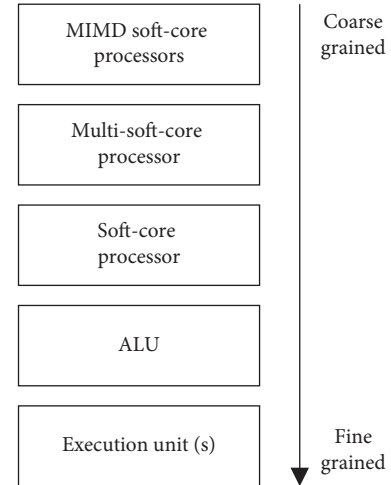 MIMD soft-core
processors
Coarse
grained
Multi-soft-core
processor
Soft-core
processor
ALU
Execution unit (s)
Fine
grained